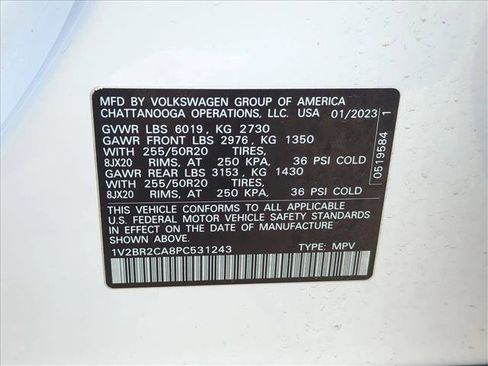 MFD BY VOLKSWAGEN GROUP OF AMERICA
CHATTANOOGA OPERATIONS, LLC. USA 01/2023
GVWR LBS 6019, KG 2730
GAWR FRONT LBS 2976, KG 1350
WITH 255/50R20 TIRES,
8JX20 RIMS, AT 250 KPA, 36 PSI COLD
GAWR REAR LBS 3153, KG 1430
WITH 255/50R20 TIRES,
8JX20 RIMS, AT 250 KPA, 36 PSI COLD
THIS VEHICLE CONFORMS TO ALL APPLICABLE
U.S. FEDERAL MOTOR VEHICLE SAFETY STANDARDS
IN EFFECT ON THE DATE OF MANUFACTURE
SHOWN ABOVE
1V2BR2CA8PC531243 TYPE: MPV
0519584 1